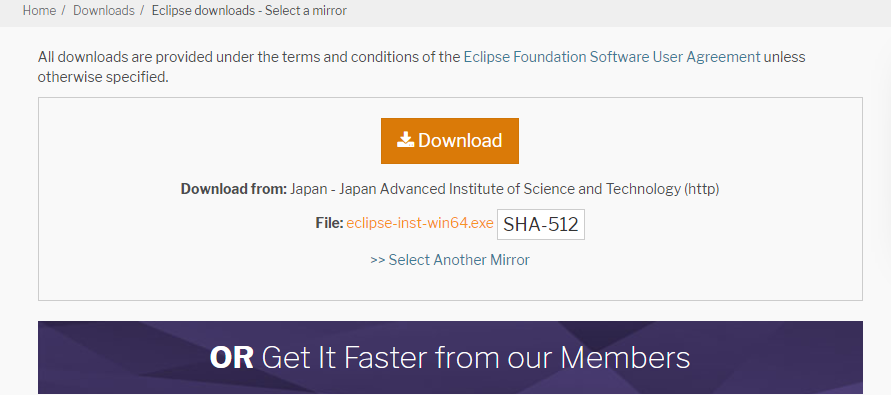 Home / Downloads / Eclipse downloads - Select a mirror
All downloads are provided under the terms and conditions of the Eclipse Foundation Software User Agreement unless
otherwise specified.
Download
Download from: Japan - Japan Advanced Institute of Science and Technology (http)
File: eclipse-inst-win64.exe SHA-512
>> Select Another Mirror
OR Get It Faster from our Members